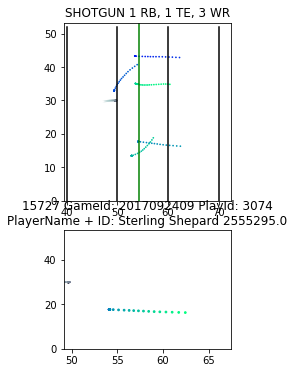 SHOTGUN 1 RB, 1 TE, 3 WR
50
40
30
20
10
0
40 50 60 70
15727 GameId: 2017092409 PlayId: 3074
PlayerName + ID: Sterling Shepard 2555295.0
40
20
0
50 55 60 65